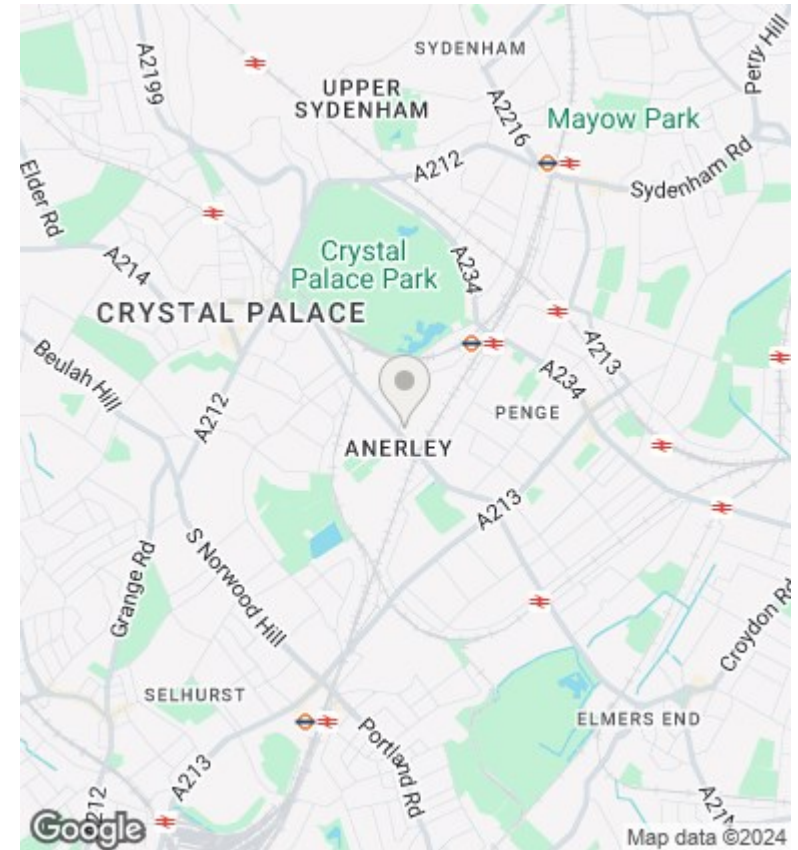 SYDENHAM
A2199
UPPER
SYDENHAM
A2216
Mayow Park
Perry Hill
A212
Sydenham Rd
Elder Rd
A214
Crystal
Palace Park
A234
CRYSTAL PALACE
A213
Beulah Hill
A212
A234
PENGE
ANERLEY
A213
S Norwood Hill
Grange Rd
Croydon Rd
SELHURST
ELMERS END
Portland Rd
A213
Google
Map data ©2024